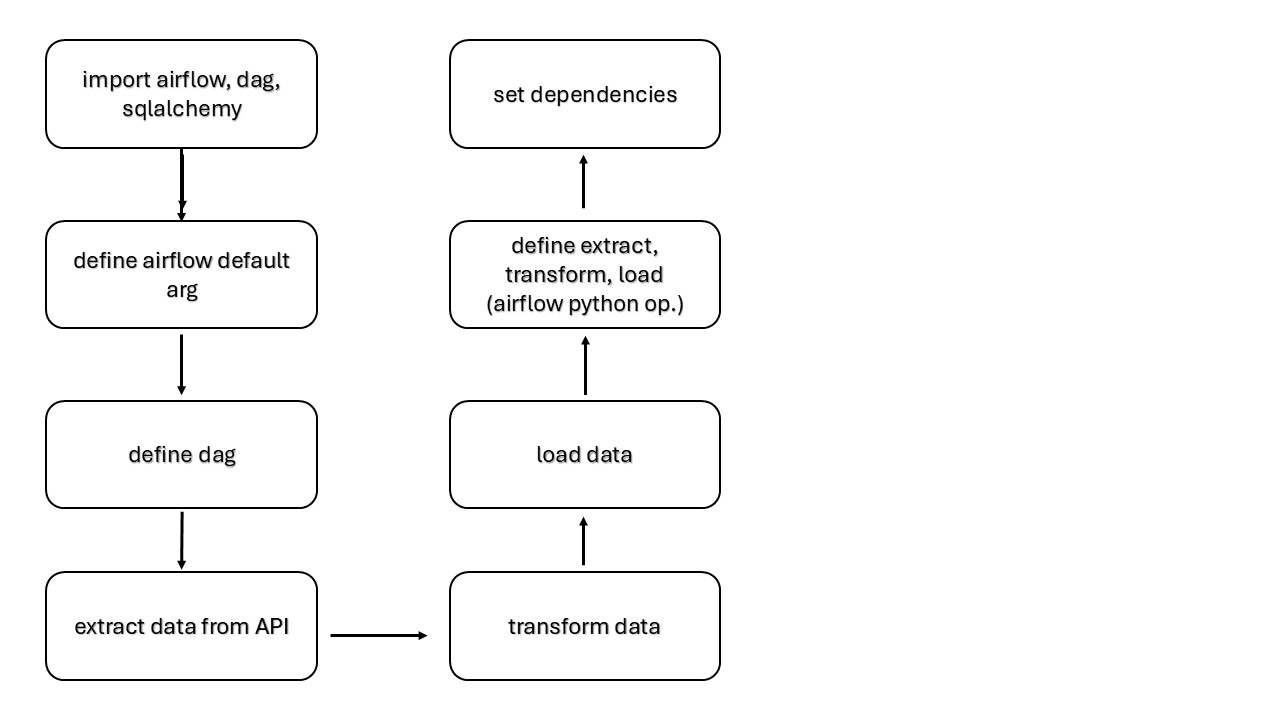 import airflow, dag,
sqlalchemy
define airflow default
arg
define dag
extract data from API
transform data
load data
define extract,
transform, load
(airflow python op.)
set dependencies